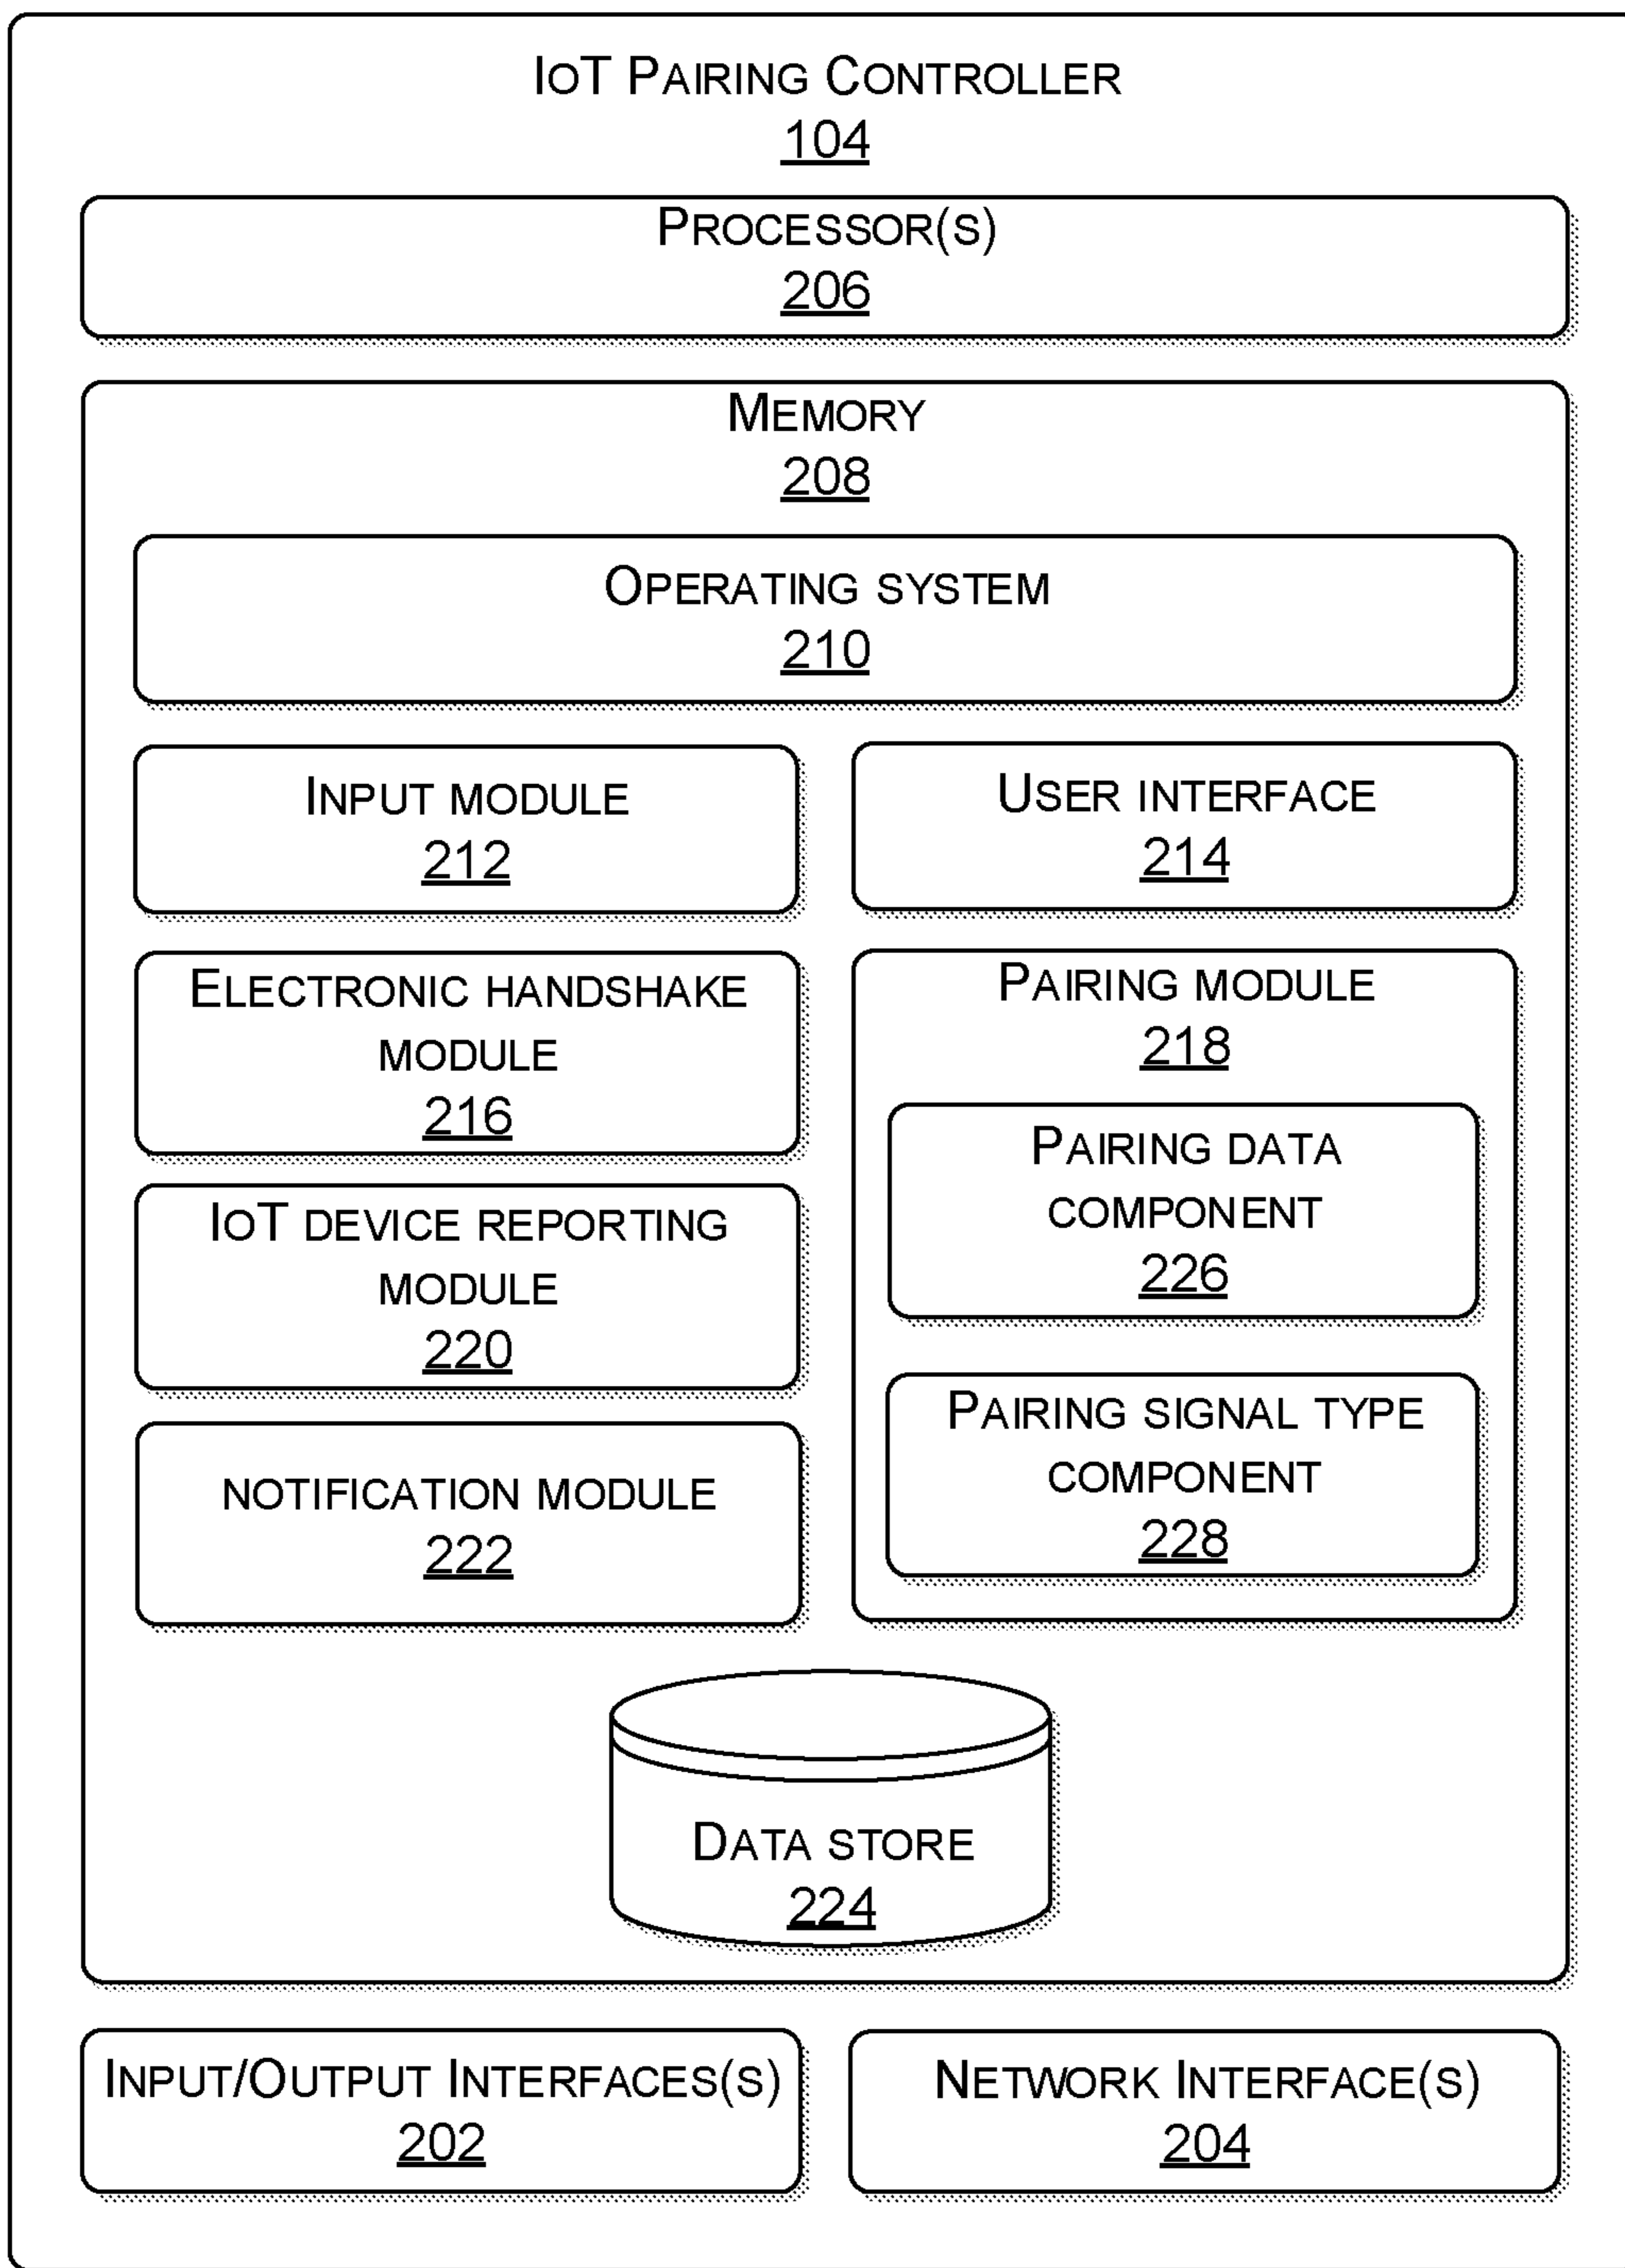 IoT Pairing Controller
104
Processor(s)
206
Memory
208
Operating system
210
Input module
212
User interface
214
Electronic handshake
module
216
Pairing module
218
Pairing data
component
226
IoT device reporting
module
220
Pairing signal type
component
228
notification module
222
Data store
224
Input/Output Interfaces(s)
202
Network Interface(s)
204